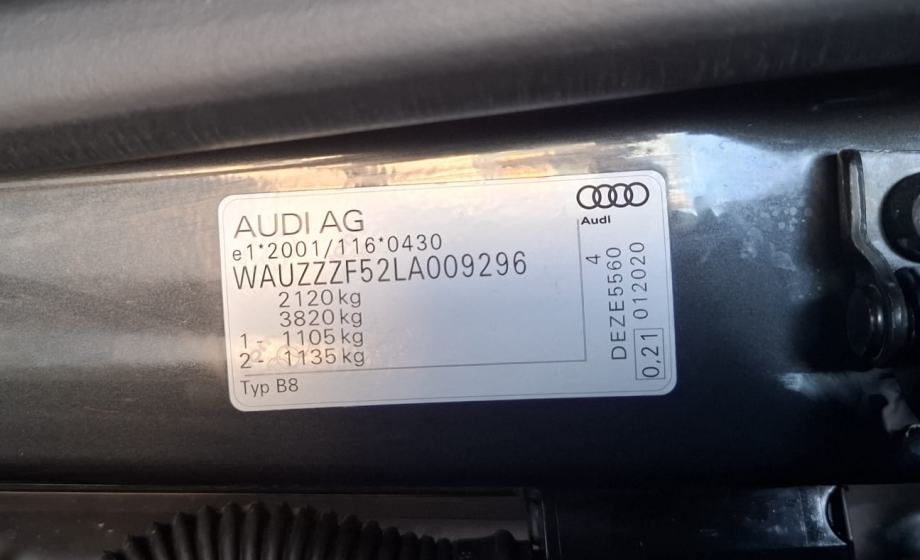 AUDI AG
e1*2001/116*0430
WAUZZZF52LA009296
2120 kg
3820 kg
1 - 1105 kg
2 - 1135 kg
Typ B8
Audi
DEZE5560 4
0,21 012020